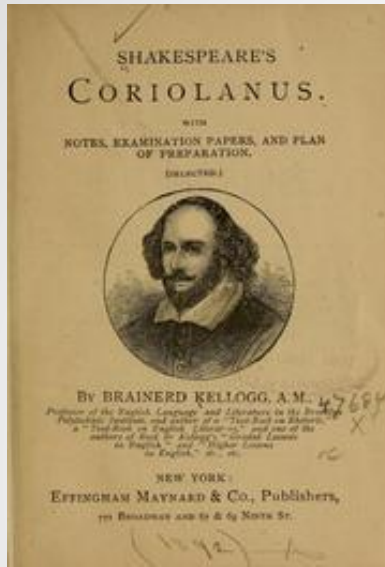 SHAKESPEARE'S
CORIOLANUS.
WITH
NOTES, EXAMINATION PAPERS, AND PLAN
OF PREPARATION.
(SELECTED.)
BY BRAINERD KELLOGG, A.M.,
Professor of the English Language and Literature in the Brooklyn
Polytechnic Institute, and author of a "Text-Book on Rhetoric,"
a "Text-Book on English Literature," and one of the
authors of Reed & Kellogg's "Graded Lessons
in English," and "Higher Lessons
in English," &c., &c.
47684
X
NEW YORK:
EFFINGHAM MAYNARD & CO., PUBLISHERS,
771 BROADWAY AND 67 & 69 NINTH ST.
(1892)